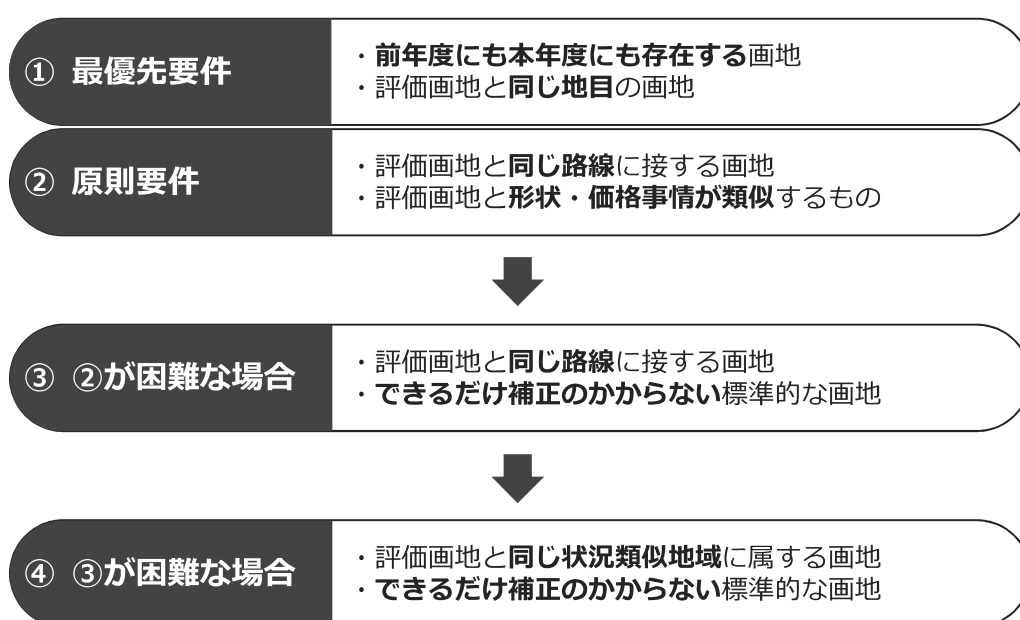 ① 最優先要件
・前年度にも本年度にも存在する画地
・評価画地と同じ地目の画地
② 原則要件
・評価画地と同じ路線に接する画地
・評価画地と形状・価格事情が類似するもの
③ ②が困難な場合
・評価画地と同じ路線に接する画地
・できるだけ補正のかからない標準的な画地
④ ③が困難な場合
・評価画地と同じ状況類似地域に属する画地
・できるだけ補正のかからない標準的な画地